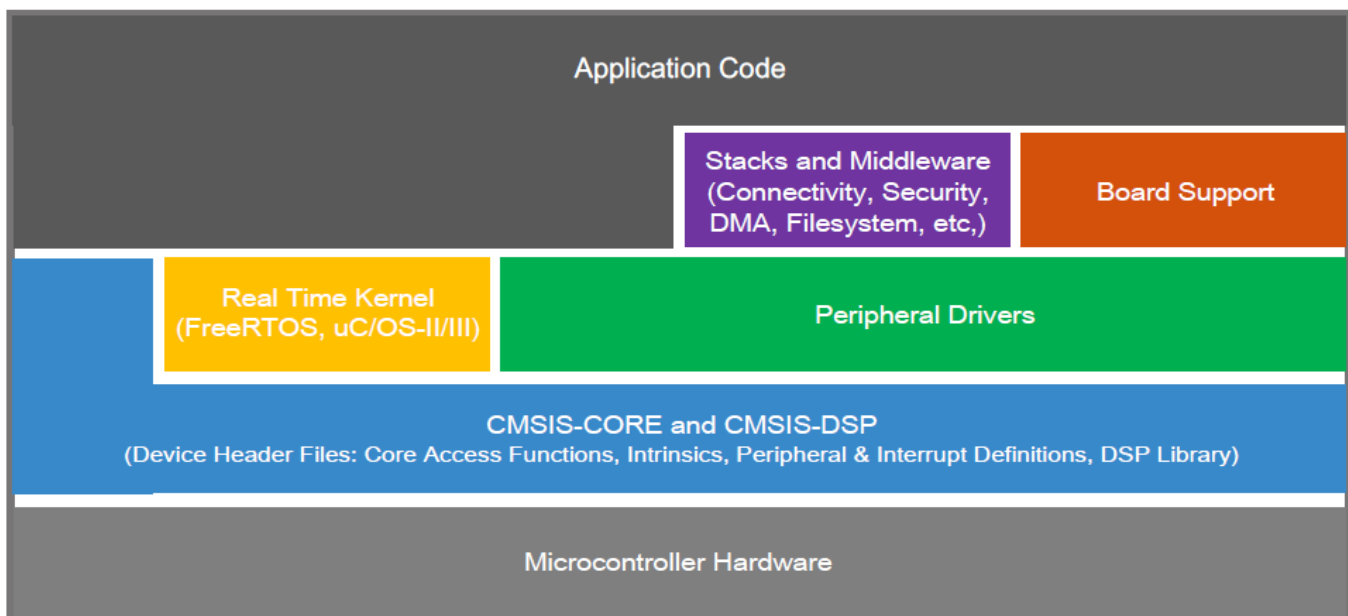 Application Code
Stacks and Middleware
(Connectivity, Security,
DMA, Filesystem, etc,)
Board Support
Real Time Kernel
(FreeRTOS, uC/OS-II/III)
Peripheral Drivers
CMSIS-CORE and CMSIS-DSP
(Device Header Files: Core Access Functions, Intrinsics, Peripheral & Interrupt Definitions, DSP Library)
Microcontroller Hardware